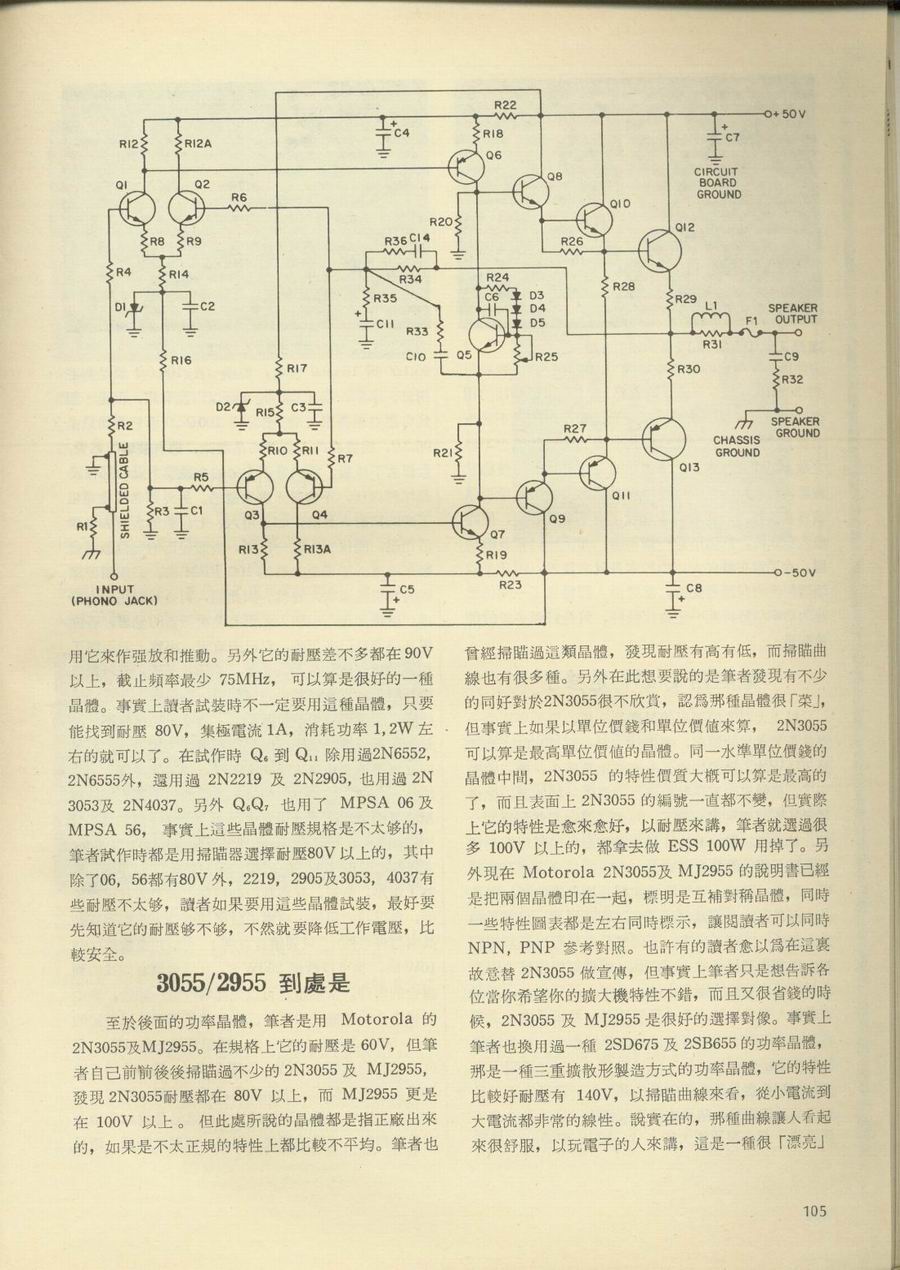 R22
+50V
R12
R12A
+
C4
R18
+
C7
Q6
CIRCUIT
BOARD
GROUND
Q1
Q2
R6
Q8
Q10
R20
Q12
R8
R9
R36
C14
R26
R4
R14
R34
R24
R28
D1
C2
R35
C6
D3
D4
D5
R29
L1
SPEAKER
OUTPUT
+
C11
R33
F1
R31
C10
Q5
R25
R16
R17
C9
R30
R32
D2
R15
C3
R2
SPEAKER
GROUND
CHASSIS
GROUND
R27
SHIELDED CABLE
R10
R11
R7
R21
Q13
R5
Q11
R1
R3
C1
Q3
Q4
Q9
Q7
R13
R13A
R19
INPUT
(PHONO JACK)
C5
+
R23
-50V
C8
+
用它來作强放和推動。另外它的耐壓差不多都在90V
以上，截止頻率最少 75MHz， 可以算是很好的一種
晶體。事實上讀者試裝時不一定要用這種晶體，只要
能找到耐壓 80V，集極電流1A，消耗功率1,2W左
右的就可以了。在試作時 Q₆ 到 Q₁₁ 除用過2N6552,
2N6555外，還用過 2N2219 及 2N2905, 也用過 2N
3053及 2N4037。另外 Q₆Q₇ 也用了 MPSA 06及
MPSA 56， 事實上這些晶體耐壓規格是不太够的，
筆者試作時都是用掃瞄器選擇耐壓80V以上的，其中
除了06, 56都有80V外，2219, 2905及3053, 4037有
些耐壓不太够，讀者如果要用這些晶體試裝，最好要
先知道它的耐壓够不够，不然就要降低工作電壓，比
較安全。
3055/2955 到處是
至於後面的功率晶體，筆者是用 Motorola 的
2N3055及MJ2955。在規格上它的耐壓是 60V，但筆
者自己前前後後掃瞄過不少的 2N3055 及 MJ2955,
發現 2N3055耐壓都在 80V 以上，而 MJ2955 更是
在 100V 以上。 但此處所說的晶體都是指正廠出來
的，如果是不太正規的特性上都比較不平均。筆者也
曾經掃瞄過這類晶體，發現耐壓有高有低，而掃瞄曲
線也有很多種。另外在此想要說的是筆者發現有不少
的同好對於2N3055很不欣賞，認爲那種晶體很「菜」，
但事實上如果以單位價錢和單位價値來算， 2N3055
可以算是最高單位價値的晶體。同一水準單位價錢的
晶體中間，2N3055 的特性價質大槪可以算是最高的
了，而且表面上 2N3055 的編號一直都不變，但實際
上它的特性是愈來愈好，以耐壓來講，筆者就選過很
多 100V 以上的，都拿去做 ESS 100W 用掉了。另
外現在 Motorola 2N3055及 MJ2955 的說明書已經
是把兩個晶體印在一起，標明是互補對稱晶體，同時
一些特性圖表都是左右同時標示，讓閱讀者可以同時
NPN, PNP 參考對照。也許有的讀者愈以爲在這裏
故意替 2N3055 做宣傳，但事實上筆者只是想告訴各
位當你希望你的擴大機特性不錯，而且又很省錢的時
候，2N3055 及 MJ2955 是很好的選擇對像。事實上
筆者也換用過一種 2SD675 及 2SB655 的功率晶體，
那是一種三重擴散形製造方式的功率晶體，它的特性
比較好耐壓有 140V，以掃瞄曲線來看，從小電流到
大電流都非常的線性。說實在的，那種曲線讓人看起
來很舒服，以玩電子的人來講，這是一種很「漂亮」
105